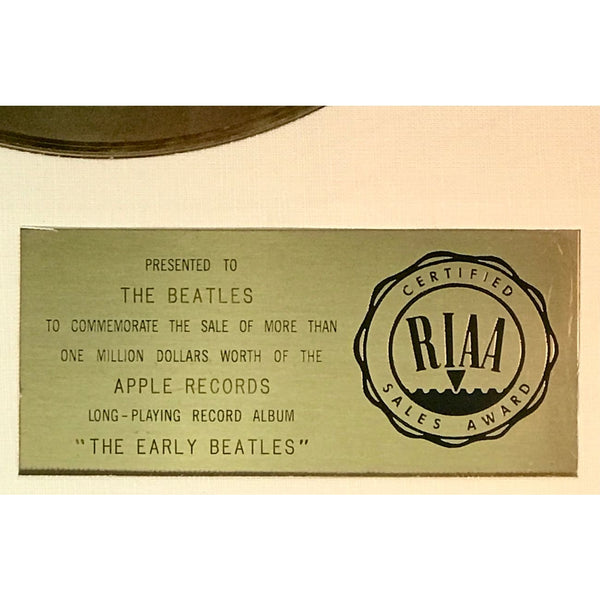 PRESENTED TO
THE BEATLES
TO COMMEMORATE THE SALE OF MORE THAN
ONE MILLION DOLLARS WORTH OF THE
APPLE RECORDS
LONG-PLAYING RECORD ALBUM
"THE EARLY BEATLES"
CERTIFIED
RIAA
SALES AWARD